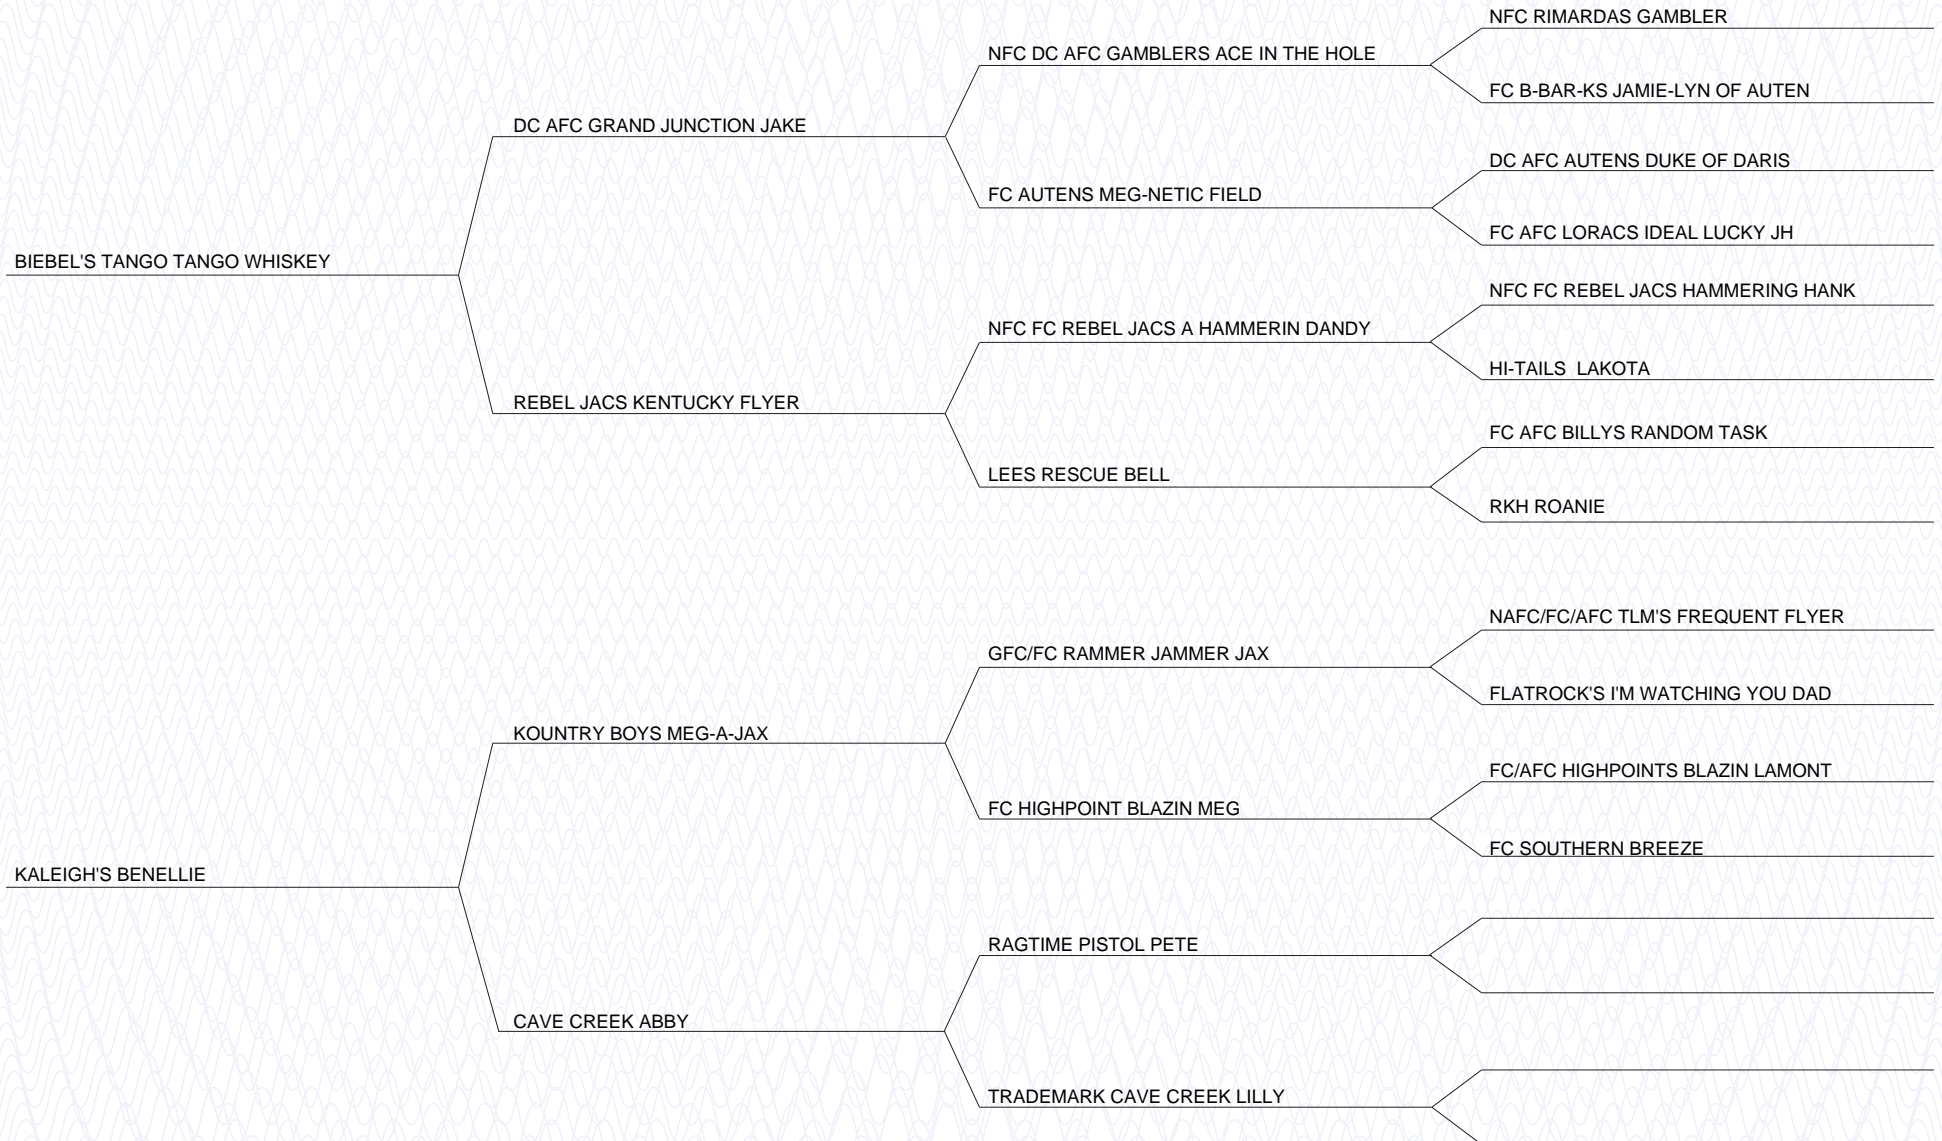 NFC RIMARDAS GAMBLER
NFC DC AFC GAMBLERS ACE IN THE HOLE
FC B-BAR-KS JAMIE-LYN OF AUTEN
DC AFC GRAND JUNCTION JAKE
DC AFC AUTENS DUKE OF DARIS
FC AUTENS MEG-NETIC FIELD
FC AFC LORACS IDEAL LUCKY JH
BIEBEL'S TANGO TANGO WHISKEY
NFC FC REBEL JACS HAMMERING HANK
NFC FC REBEL JACS A HAMMERIN DANDY
HI-TAILS  LAKOTA
REBEL JACS KENTUCKY FLYER
FC AFC BILLYS RANDOM TASK
LEES RESCUE BELL
RKH ROANIE
NAFC/FC/AFC TLM'S FREQUENT FLYER
GFC/FC RAMMER JAMMER JAX
FLATROCK'S I'M WATCHING YOU DAD
KOUNTRY BOYS MEG-A-JAX
FC/AFC HIGHPOINTS BLAZIN LAMONT
FC HIGHPOINT BLAZIN MEG
FC SOUTHERN BREEZE
KALEIGH'S BENELLIE
RAGTIME PISTOL PETE
CAVE CREEK ABBY
TRADEMARK CAVE CREEK LILLY